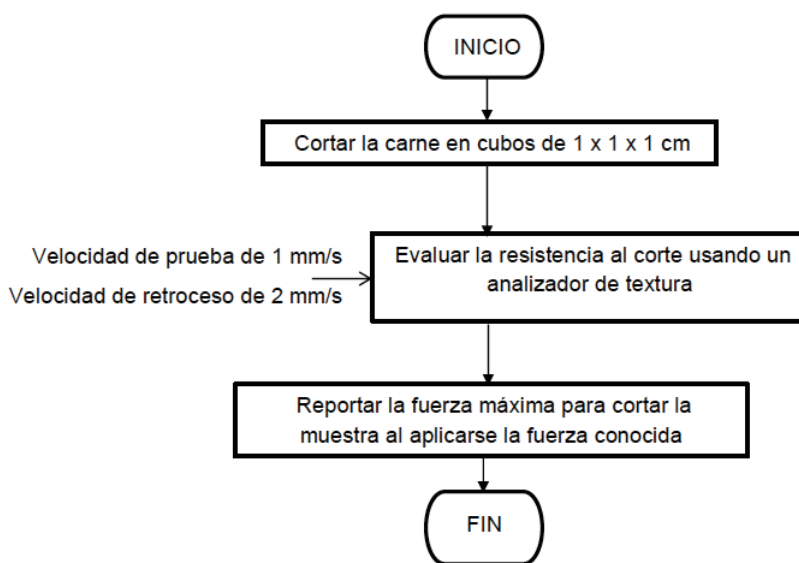 INICIO
Cortar la carne en cubos de 1 x 1 x 1 cm
Velocidad de prueba de 1 mm/s
Velocidad de retroceso de 2 mm/s
Evaluar la resistencia al corte usando un
analizador de textura
Reportar la fuerza máxima para cortar la
muestra al aplicarse la fuerza conocida
FIN